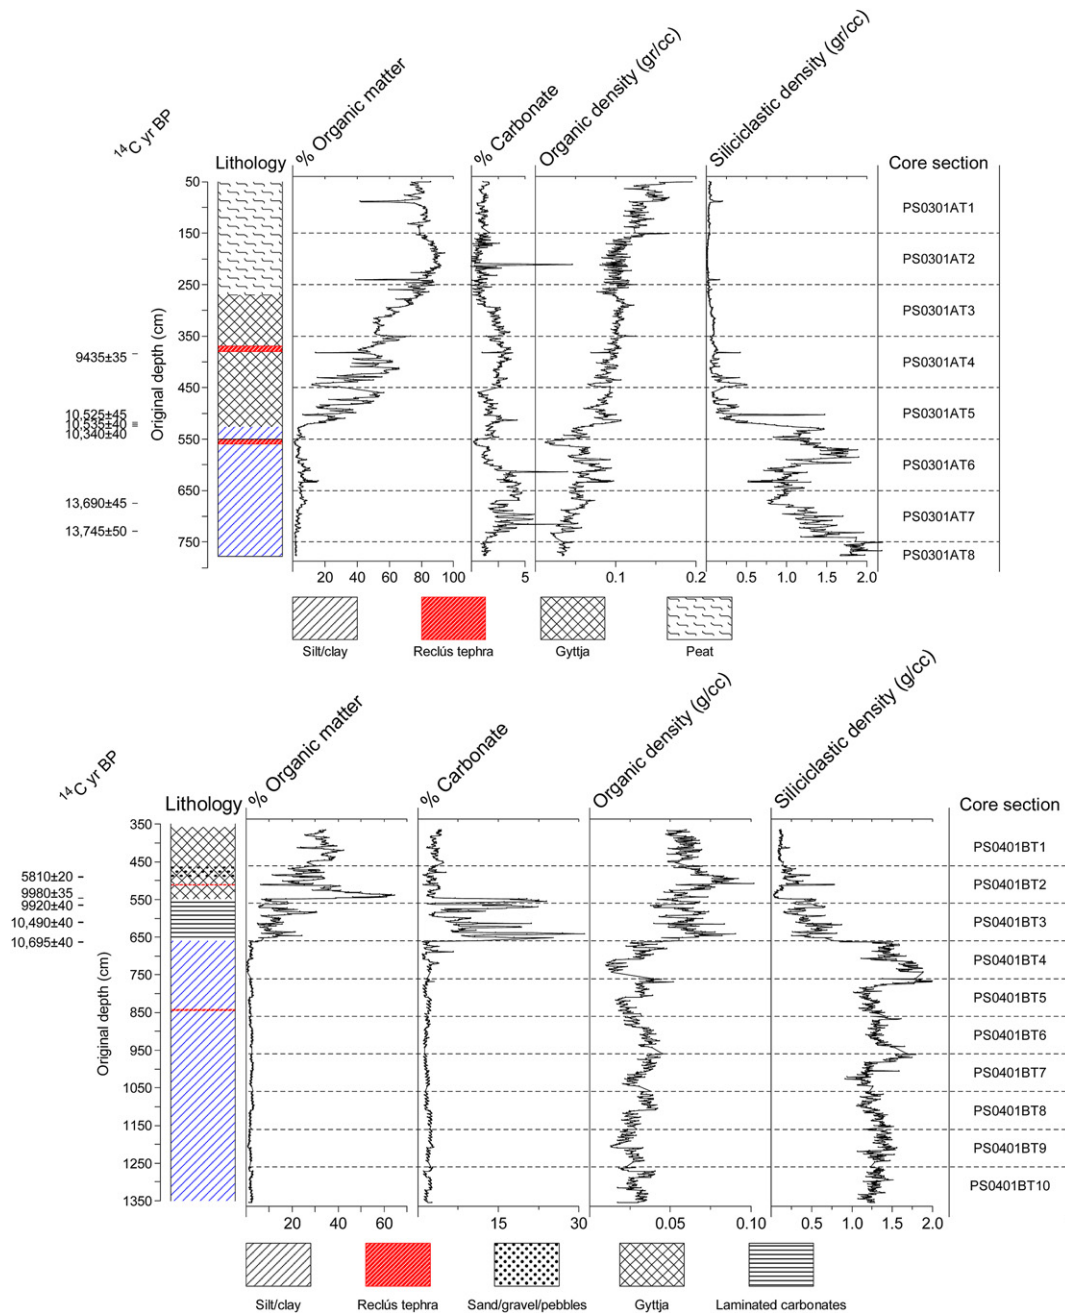 ¹⁴C yr BP
% Organic matter
% Carbonate
Organic density (gr/cc)
Siliciclastic density (gr/cc)
Lithology
Core section
Original depth (cm)
50
150
250
350
450
550
650
750
9435±35
10,525±45
10,535±40
10,340±40
13,690±45
13,745±50
PS0301AT1
PS0301AT2
PS0301AT3
PS0301AT4
PS0301AT5
PS0301AT6
PS0301AT7
PS0301AT8
20 40 60 80 100
5
0.1 0.2
0.5 1.0 1.5 2.0
Silt/clay
Reclús tephra
Gyttja
Peat
¹⁴C yr BP
% Organic matter
% Carbonate
Organic density (g/cc)
Siliciclastic density (g/cc)
Lithology
Core section
Original depth (cm)
350
450
550
650
750
850
950
1050
1150
1250
1350
5810±20
9980±35
9920±40
10,490±40
10,695±40
PS0401BT1
PS0401BT2
PS0401BT3
PS0401BT4
PS0401BT5
PS0401BT6
PS0401BT7
PS0401BT8
PS0401BT9
PS0401BT10
20 40 60
15 30
0.05 0.10
0.5 1.0 1.5 2.0
Silt/clay
Reclús tephra
Sand/gravel/pebbles
Gyttja
Laminated carbonates